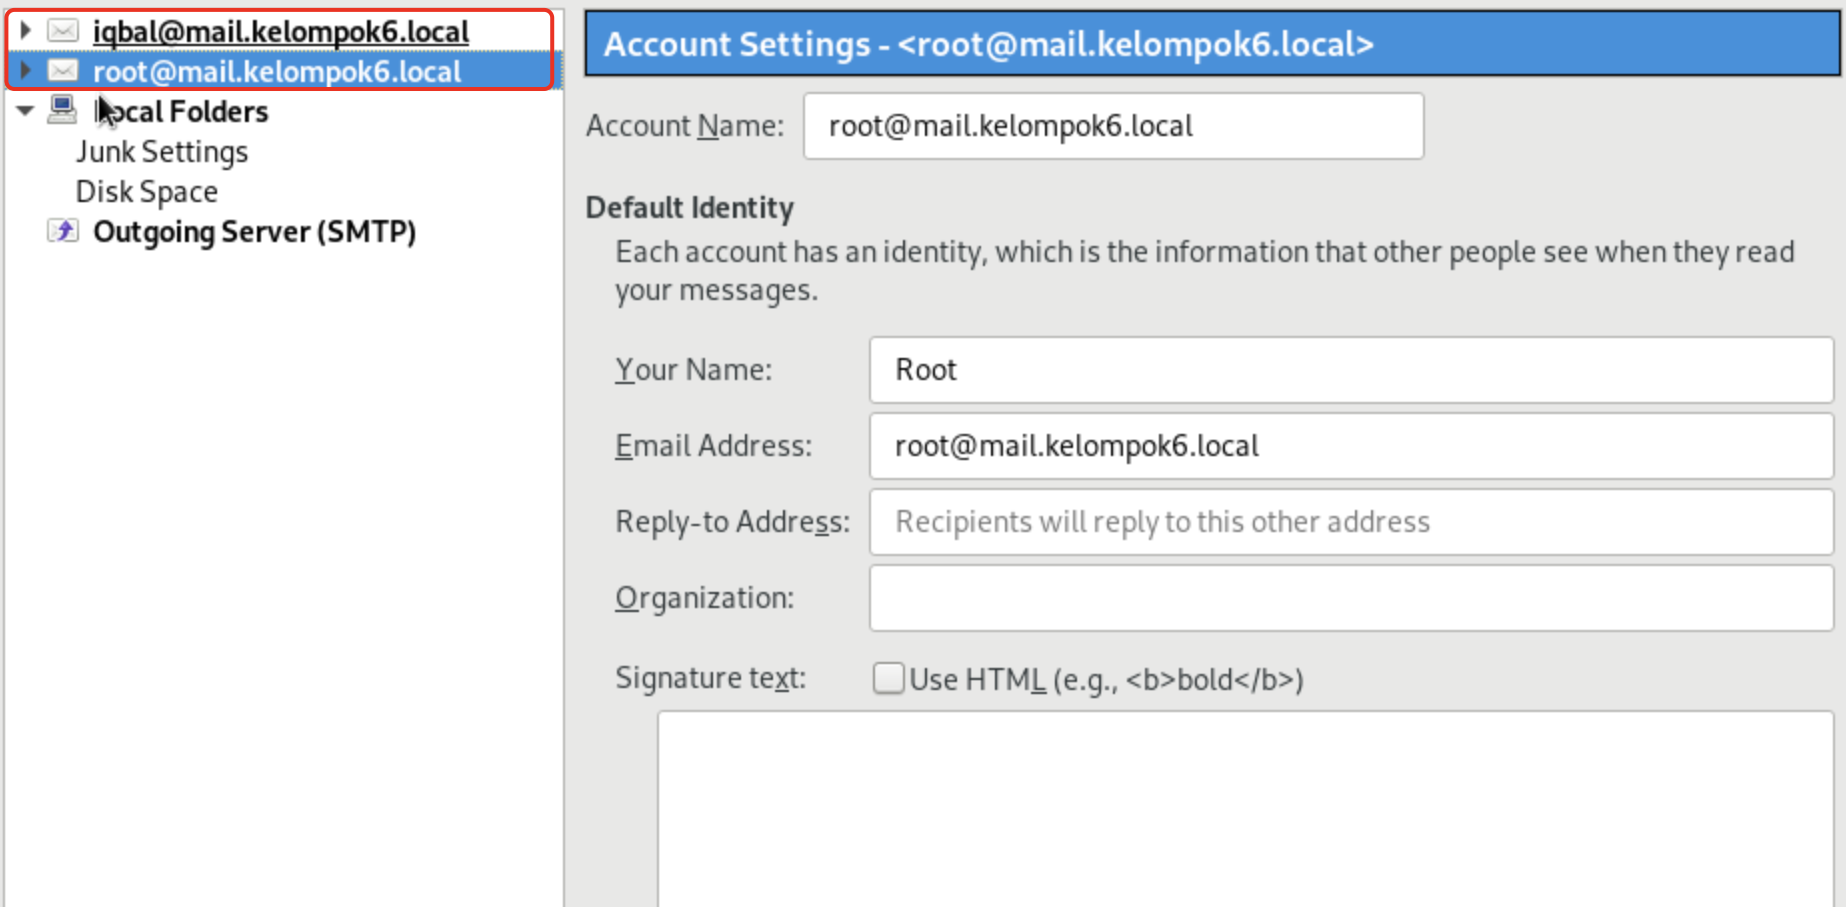 iqbal@mail.kelompok6.local
root@mail.kelompok6.local
Local Folders
Junk Settings
Disk Space
Outgoing Server (SMTP)
Account Settings - <root@mail.kelompok6.local>
Account Name: root@mail.kelompok6.local
Default Identity
Each account has an identity, which is the information that other people see when they read
your messages.
Your Name: Root
Email Address: root@mail.kelompok6.local
Reply-to Address: Recipients will reply to this other address
Organization:
Signature text: Use HTML (e.g., <b>bold</b>)